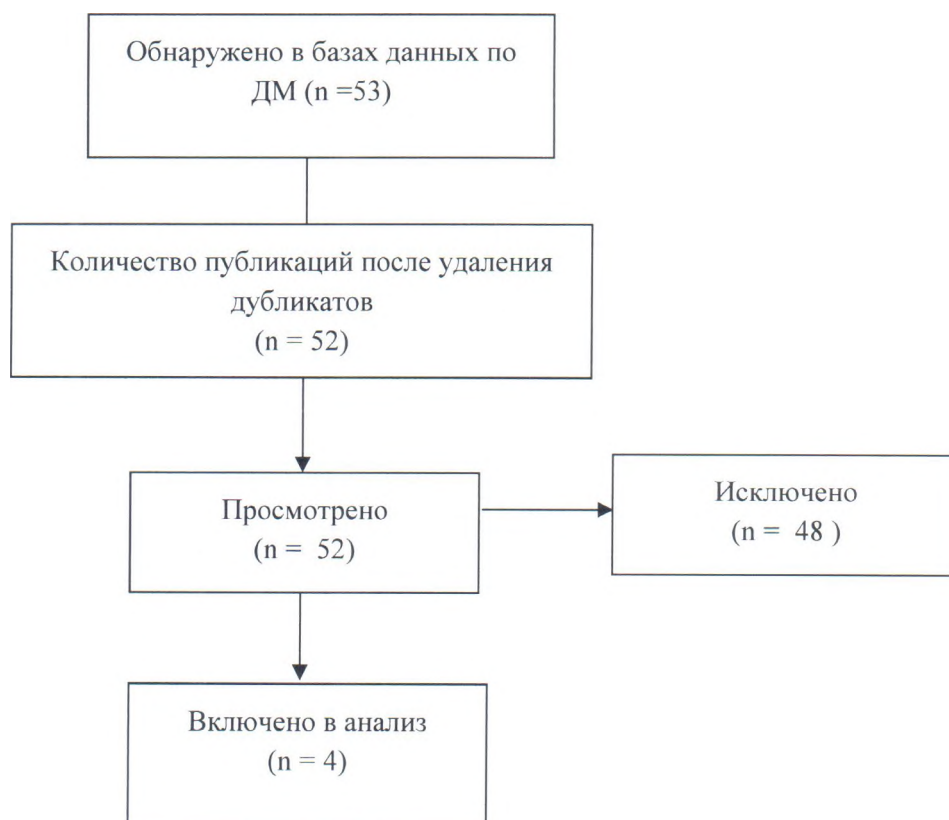 Обнаружено в базах данных по
ДМ (n =53)
Количество публикаций после удаления
дубликатов
(n = 52)
Просмотрено
(n = 52)
Исключено
(n = 48 )
Включено в анализ
(n = 4)